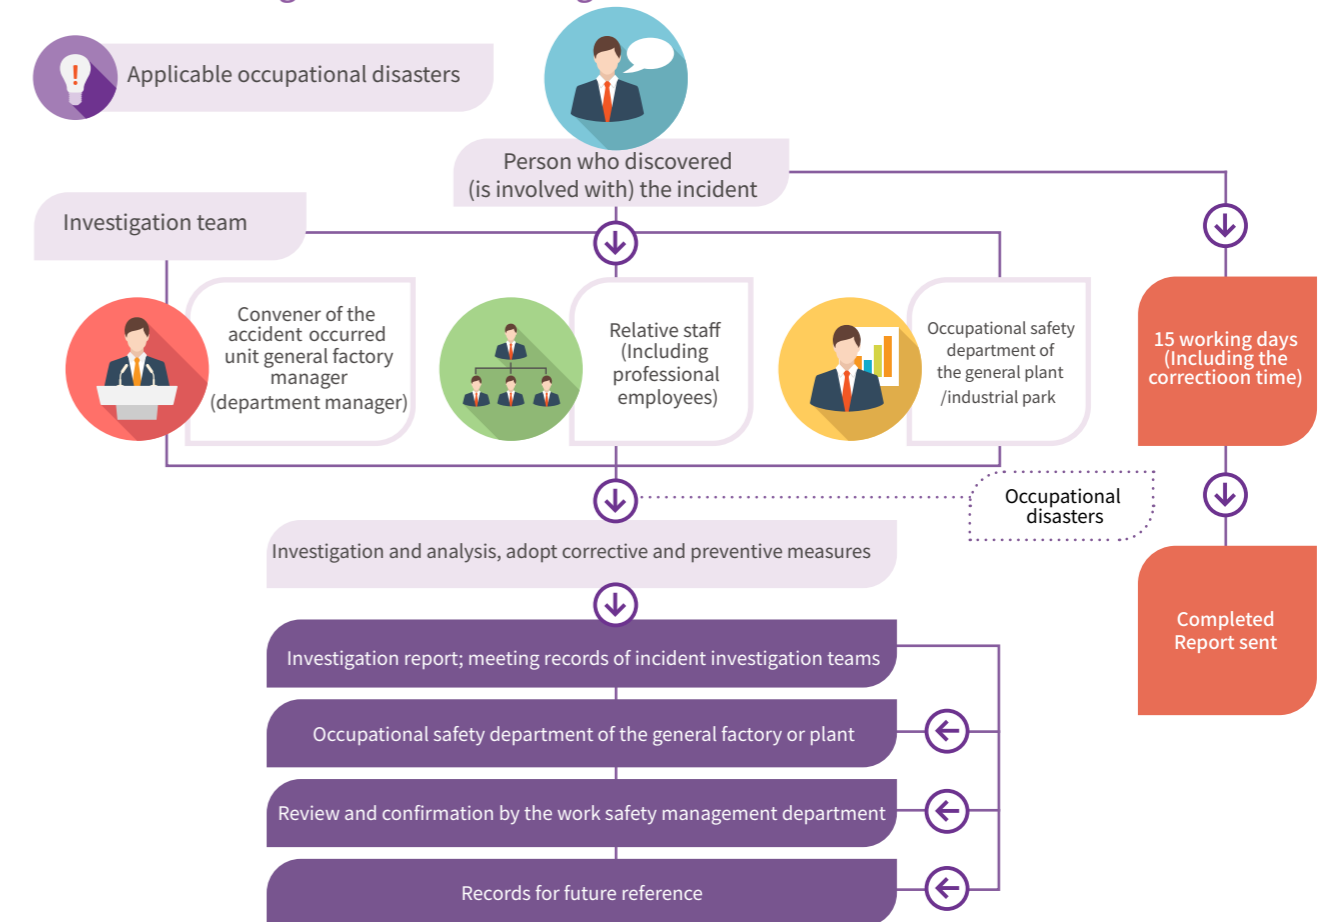 Applicable occupational disasters
Person who discovered
(is involved with) the incident
Investigation team
Convener of the
accident occurred
unit general factory
manager
(department manager)
Relative staff
(Including
professional
employees)
Occupational safety
department of
the general plant
/industrial park
15 working days
(Including the
correctioon time)
Occupational
disasters
Investigation and analysis, adopt corrective and preventive measures
Completed
Report sent
Investigation report; meeting records of incident investigation teams
Occupational safety department of the general factory or plant
Review and confirmation by the work safety management department
Records for future reference